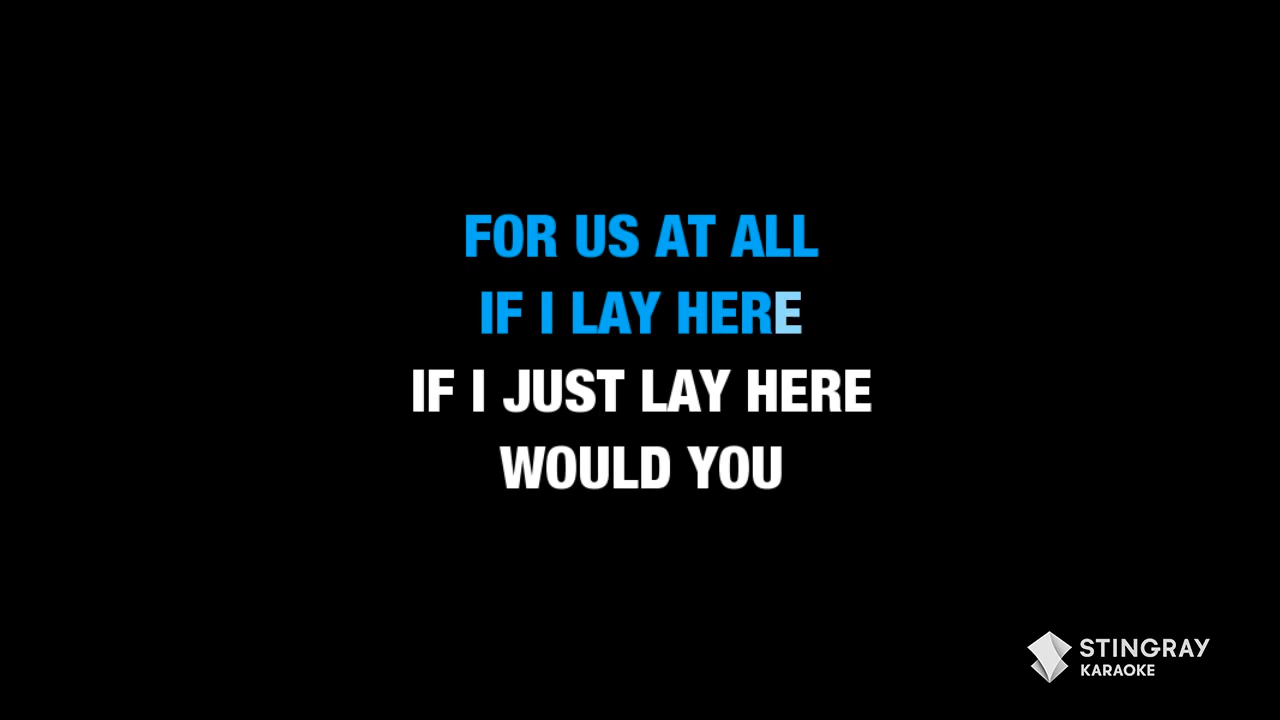 FOR US AT ALL
IF I LAY HERE
IF I JUST LAY HERE
WOULD YOU
STINGRAY
KARAOKE